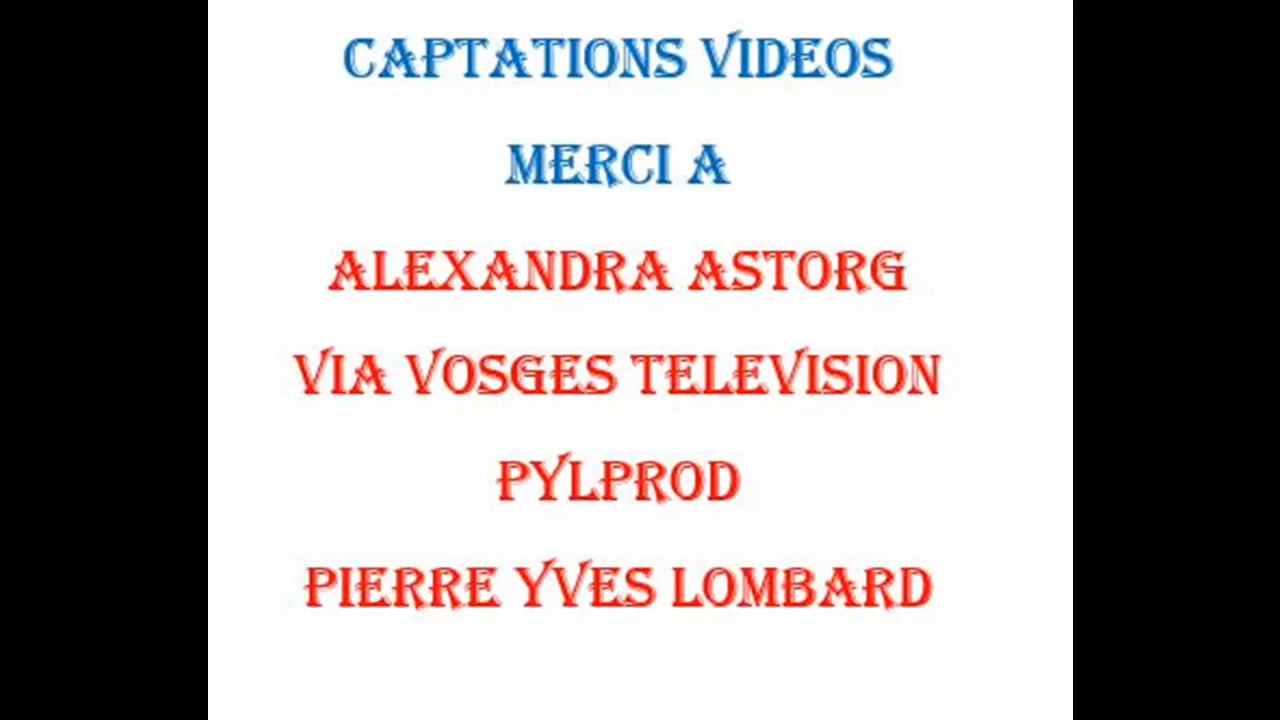 CAPTATIONS VIDEOS
MERCI A
ALEXANDRA ASTORG
VIA VOSGES TELEVISION
PYLPROD
PIERRE YVES LOMBARD